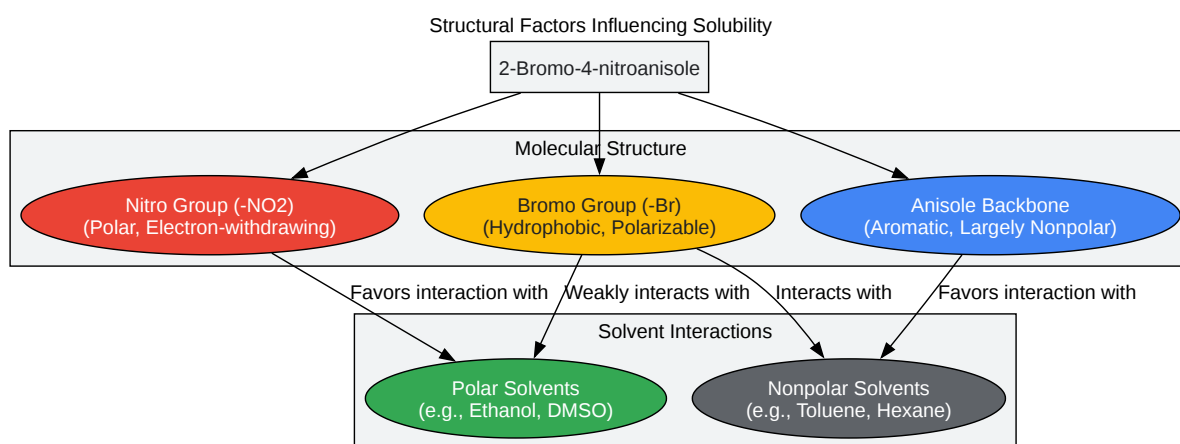 Structural Factors Influencing Solubility
2-Bromo-4-nitroanisole
Molecular Structure
Nitro Group (-NO2)
(Polar, Electron-withdrawing)
Bromo Group (-Br)
(Hydrophobic, Polarizable)
Anisole Backbone
(Aromatic, Largely Nonpolar)
Favors interaction with
Weakly interacts with
Interacts with
Favors interaction with
Solvent Interactions
Polar Solvents
(e.g., Ethanol, DMSO)
Nonpolar Solvents
(e.g., Toluene, Hexane)